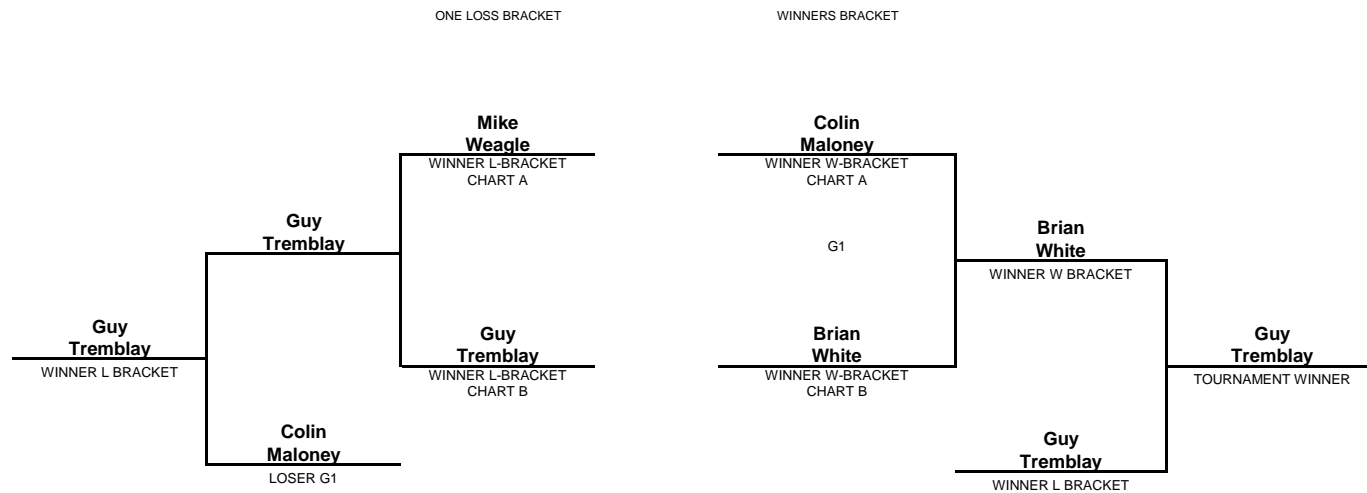 ONE LOSS BRACKET
WINNERS BRACKET
Mike
Weagle
WINNER L-BRACKET
CHART A
Colin
Maloney
WINNER W-BRACKET
CHART A
Guy
Tremblay
G1
Brian
White
WINNER W BRACKET
Guy
Tremblay
WINNER L BRACKET
Guy
Tremblay
WINNER L-BRACKET
CHART B
Brian
White
WINNER W-BRACKET
CHART B
Guy
Tremblay
TOURNAMENT WINNER
Colin
Maloney
LOSER G1
Guy
Tremblay
WINNER L BRACKET